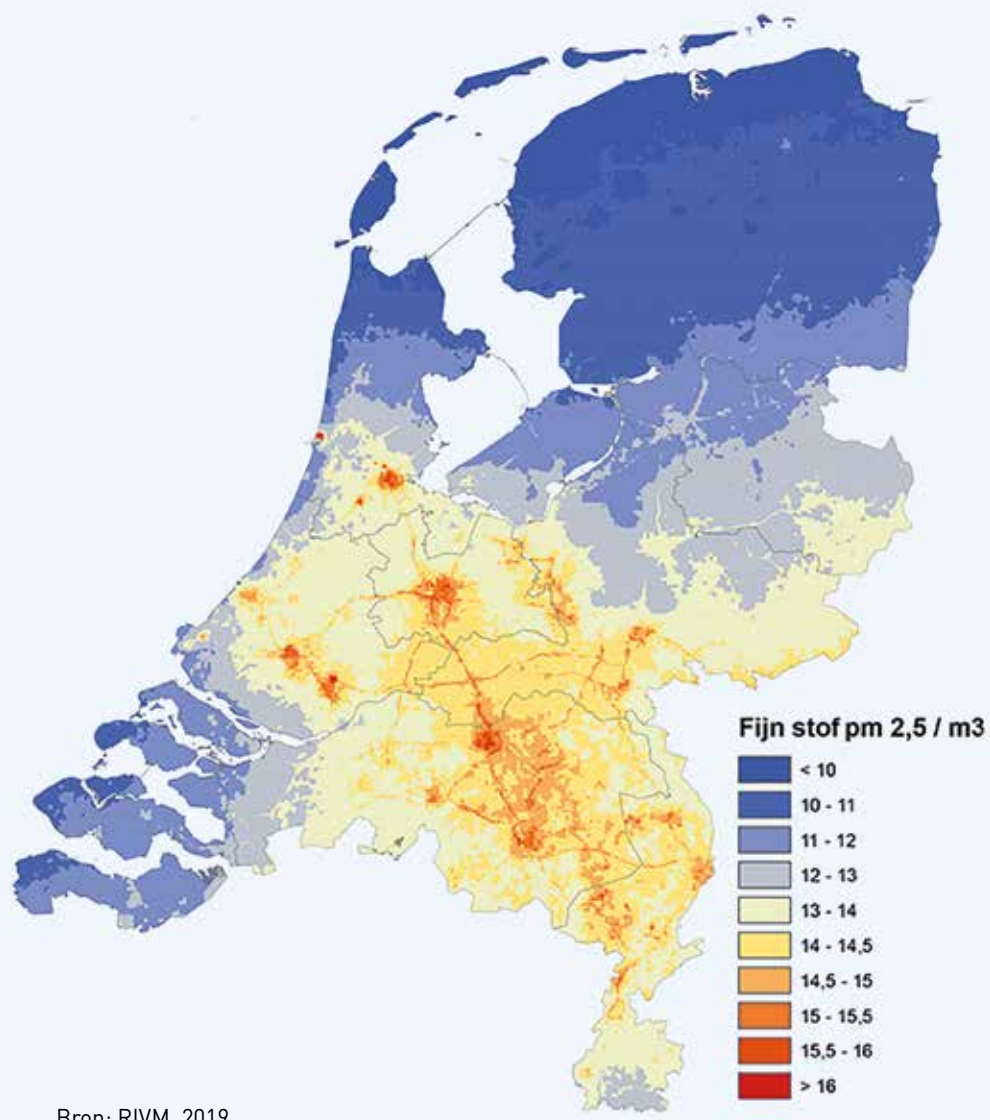 Fijn stof pm 2,5 / m3
< 10
10 - 11
11 - 12
12 - 13
13 - 14
14 - 14,5
14,5 - 15
15 - 15,5
15,5 - 16
> 16
Bron: RIVM, 2019